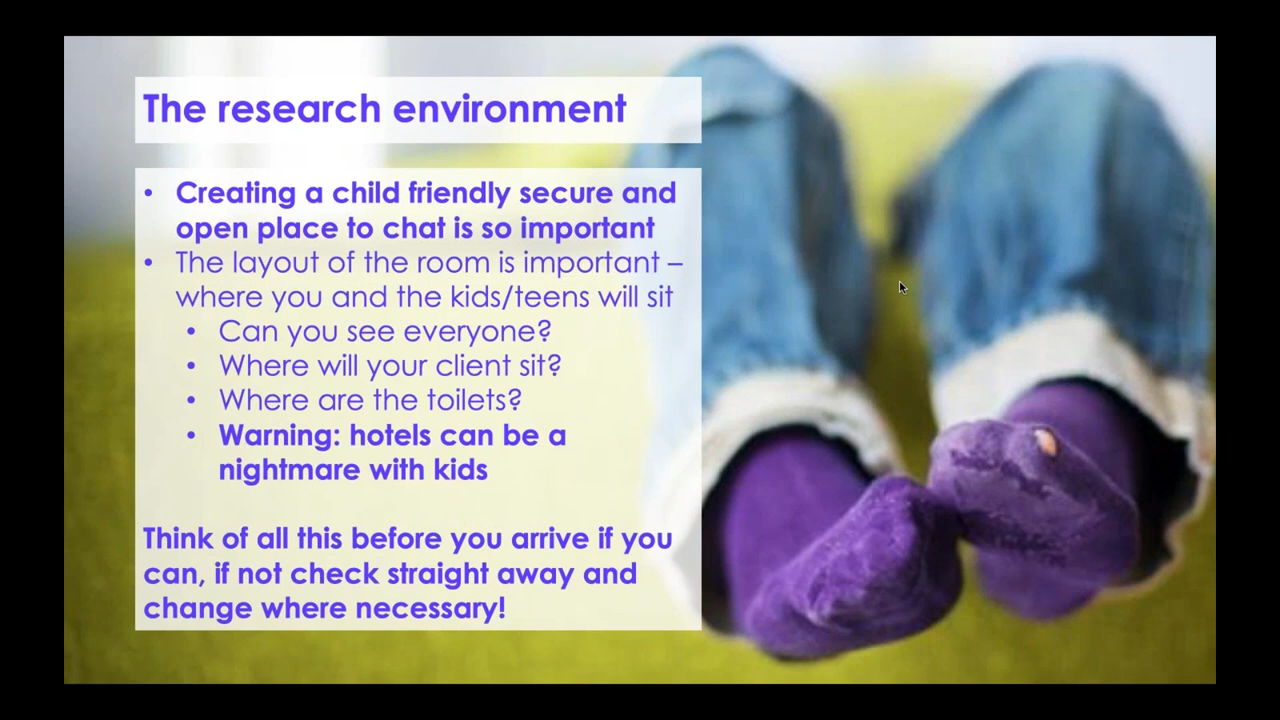 The research environment
• Creating a child friendly secure and
open place to chat is so important
• The layout of the room is important –
where you and the kids/teens will sit
• Can you see everyone?
• Where will your client sit?
• Where are the toilets?
• Warning: hotels can be a
nightmare with kids
Think of all this before you arrive if you
can, if not check straight away and
change where necessary!